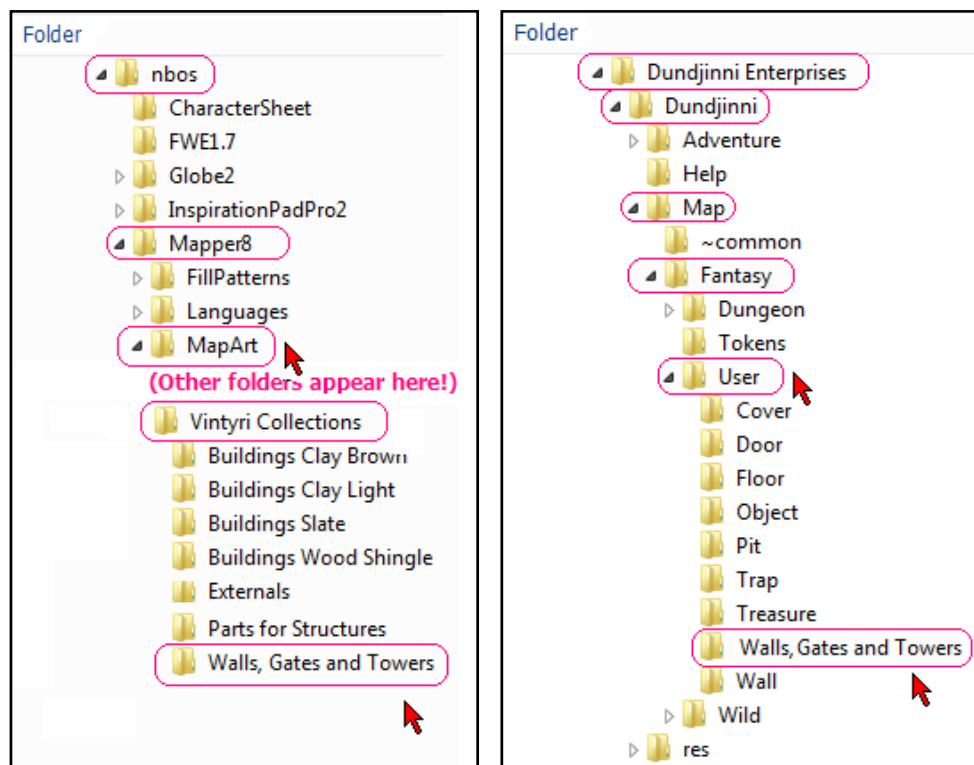 Folder
nbos
CharacterSheet
FWE1.7
Globe2
InspirationPadPro2
Mapper8
FillPatterns
Languages
MapArt
(Other folders appear here!)
Vintyri Collections
Buildings Clay Brown
Buildings Clay Light
Buildings Slate
Buildings Wood Shingle
Externals
Parts for Structures
Walls, Gates and Towers
Folder
Dundjinni Enterprises
Dundjinni
Adventure
Help
Map
~common
Fantasy
Dungeon
Tokens
User
Cover
Door
Floor
Object
Pit
Trap
Treasure
Walls, Gates and Towers
Wall
Wild
res